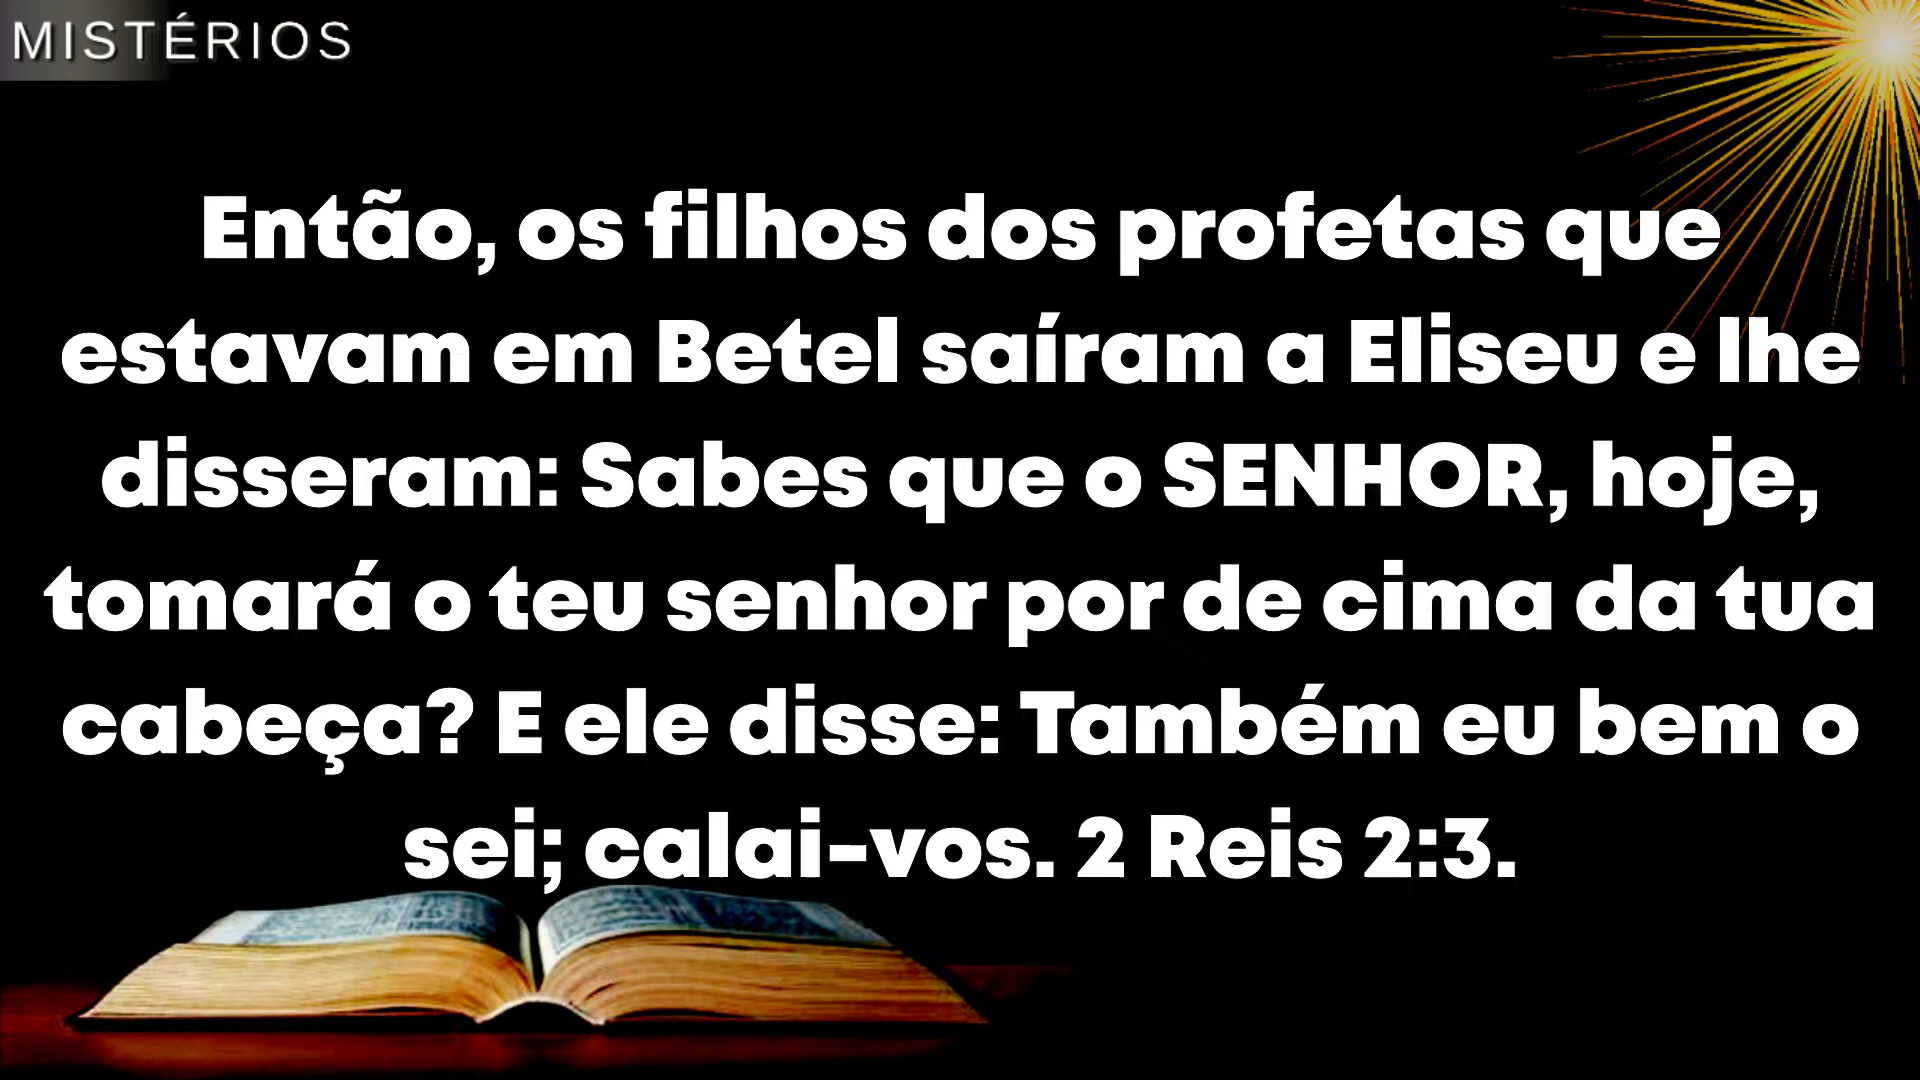 MISTÉRIOS
Então, os filhos dos profetas que
estavam em Betel saíram a Eliseu e lhe
disseram: Sabes que o SENHOR, hoje,
tomará o teu senhor por de cima da tua
cabeça? E ele disse: Também eu bem o
sei; calai-vos. 2 Reis 2:3.